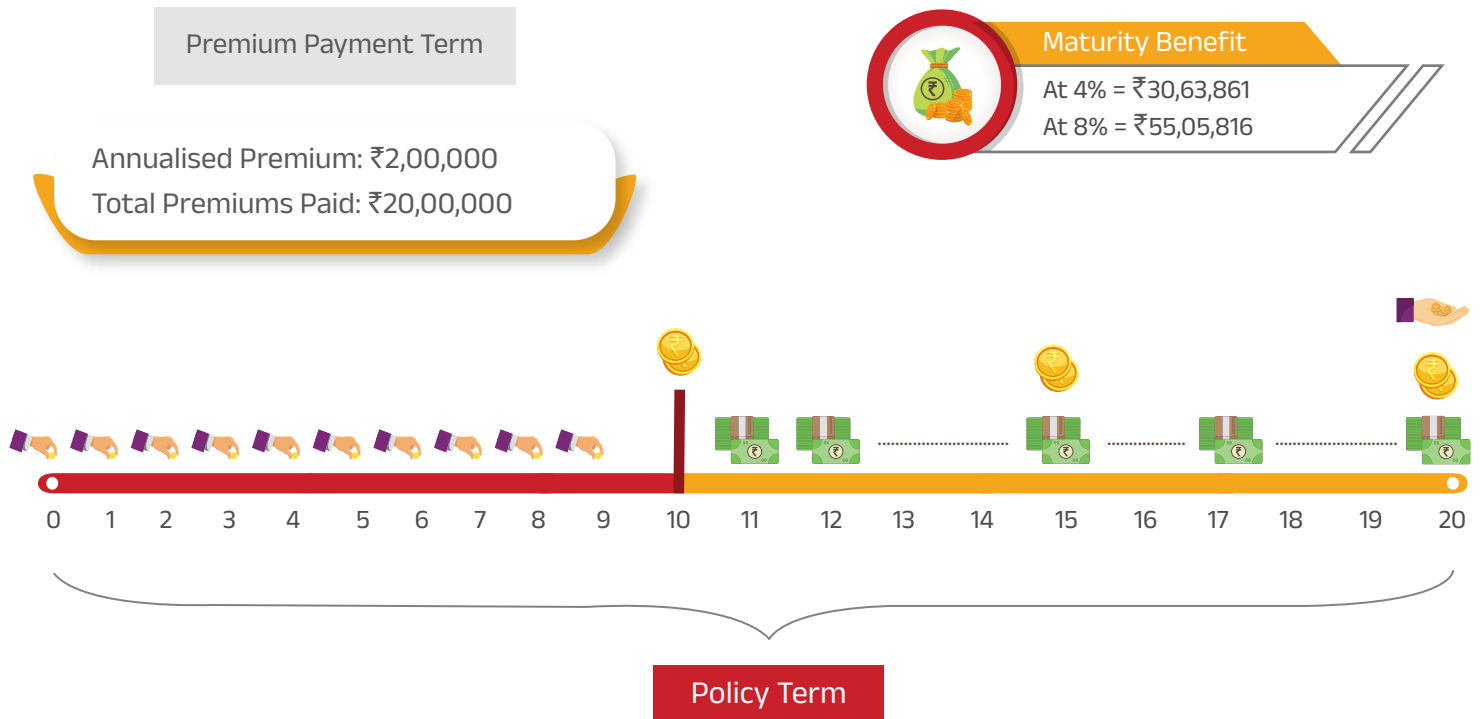 Premium Payment Term
Maturity Benefit
At 4% = ₹30,63,861
At 8% = ₹55,05,816
Annualised Premium: ₹2,00,000
Total Premiums Paid: ₹20,00,000
0 1 2 3 4 5 6 7 8 9 10 11 12 13 14 15 16 17 18 19 20
Policy Term